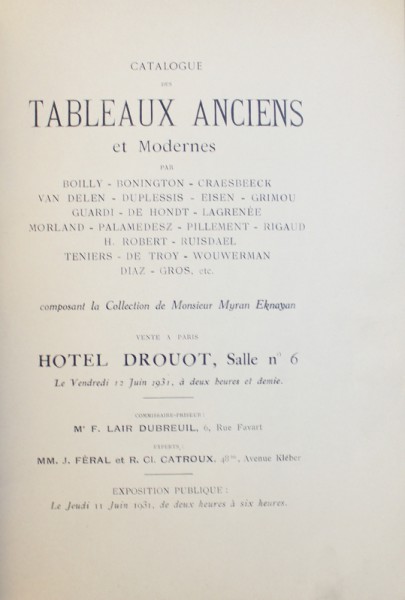 CATALOGUE
DES
TABLEAUX ANCIENS
et Modernes
PAR
BOILLY - BONINGTON - CRAESBEECK
VAN DELEN - DUPLESSIS - EISEN - GRIMOU
GUARDI - DE HONDT - LAGRENÉE
MORLAND - PALAMEDESZ - PILLEMENT - RIGAUD
H. ROBERT - RUISDAEL
TENIERS - DE TROY - WOUWERMAN
DIAZ - GROS, etc.
composant la Collection de Monsieur Myran Eknayan
VENTE A PARIS
HOTEL DROUOT, Salle n° 6
Le Vendredi 12 Juin 1931, à deux heures et demie.
COMMISSAIRE-PRISEUR :
Me F. LAIR DUBREUIL, 6, Rue Favart
EXPERTS :
MM. J. FÉRAL et R. Cl. CATROUX, 48bis, Avenue Kléber
EXPOSITION PUBLIQUE :
Le Jeudi 11 Juin 1931, de deux heures à six heures.